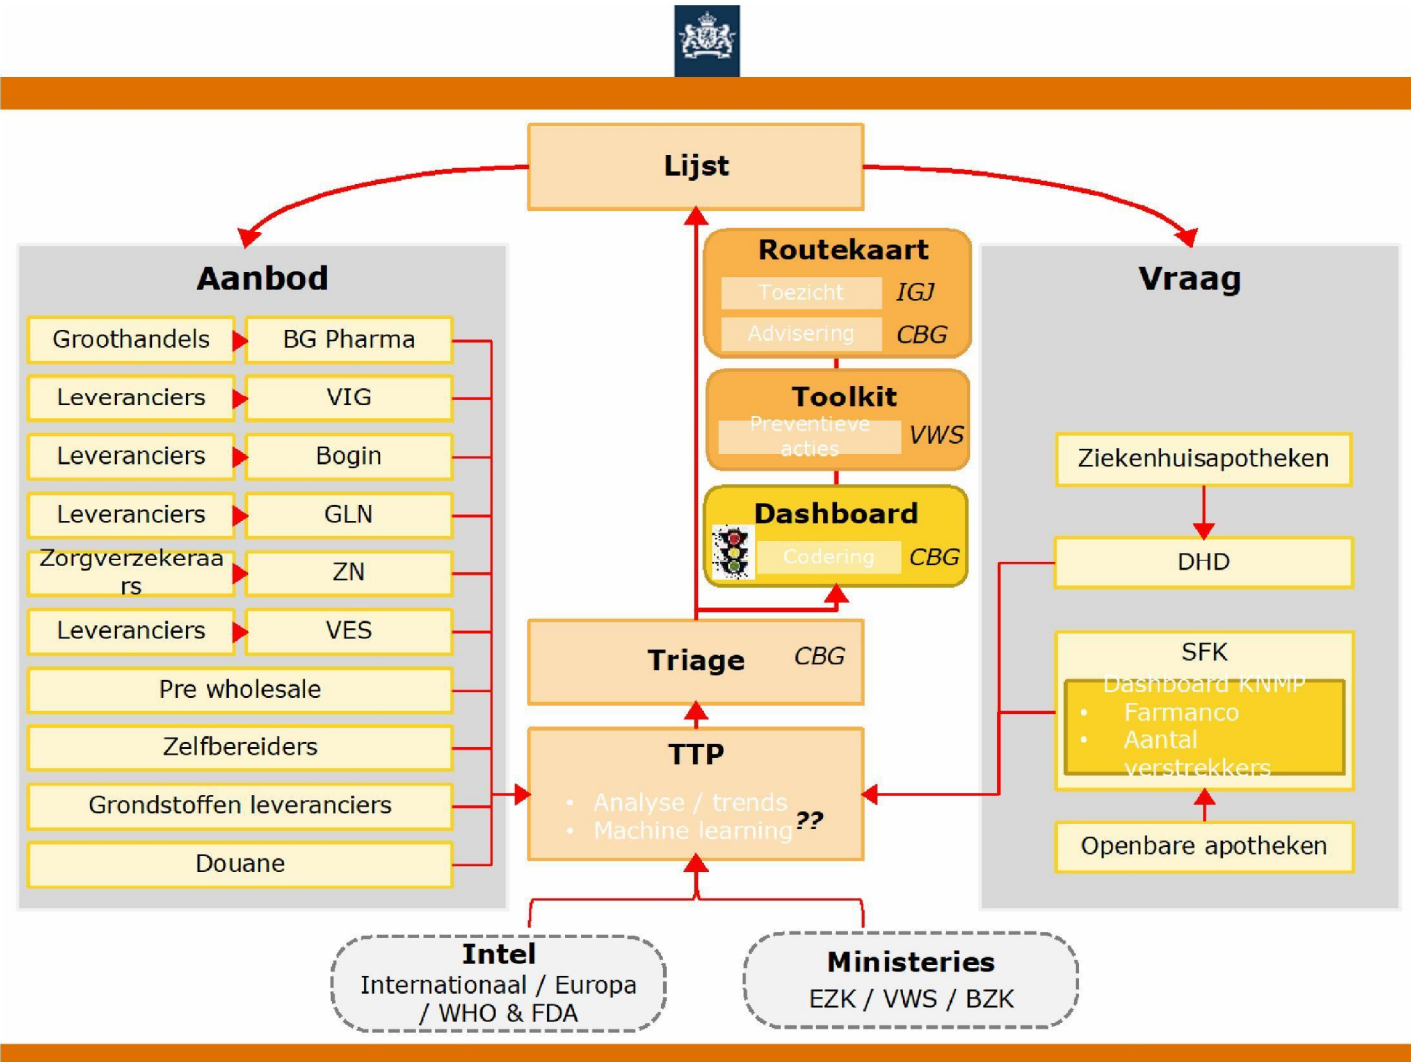 Lijst
Aanbod
Groothandels
BG Pharma
Leveranciers
VIG
Leveranciers
Bogin
Leveranciers
GLN
Zorgverzekeraa
rs
ZN
Leveranciers
VES
Pre wholesale
Zelfbereiders
Grondstoffen leveranciers
Douane
Routekaart
Toezicht
IGJ
Advisering
CBG
Toolkit
Preventieve
acties
VWS
Dashboard
Codering
CBG
Triage
CBG
TTP
• Analyse / trends
• Machine learning
??
Vraag
Ziekenhuisapotheken
DHD
SFK
Dashboard KNMP
• Farmanco
• Aantal
verstrekkers
Openbare apotheken
Intel
Internationaal / Europa
/ WHO & FDA
Ministeries
EZK / VWS / BZK